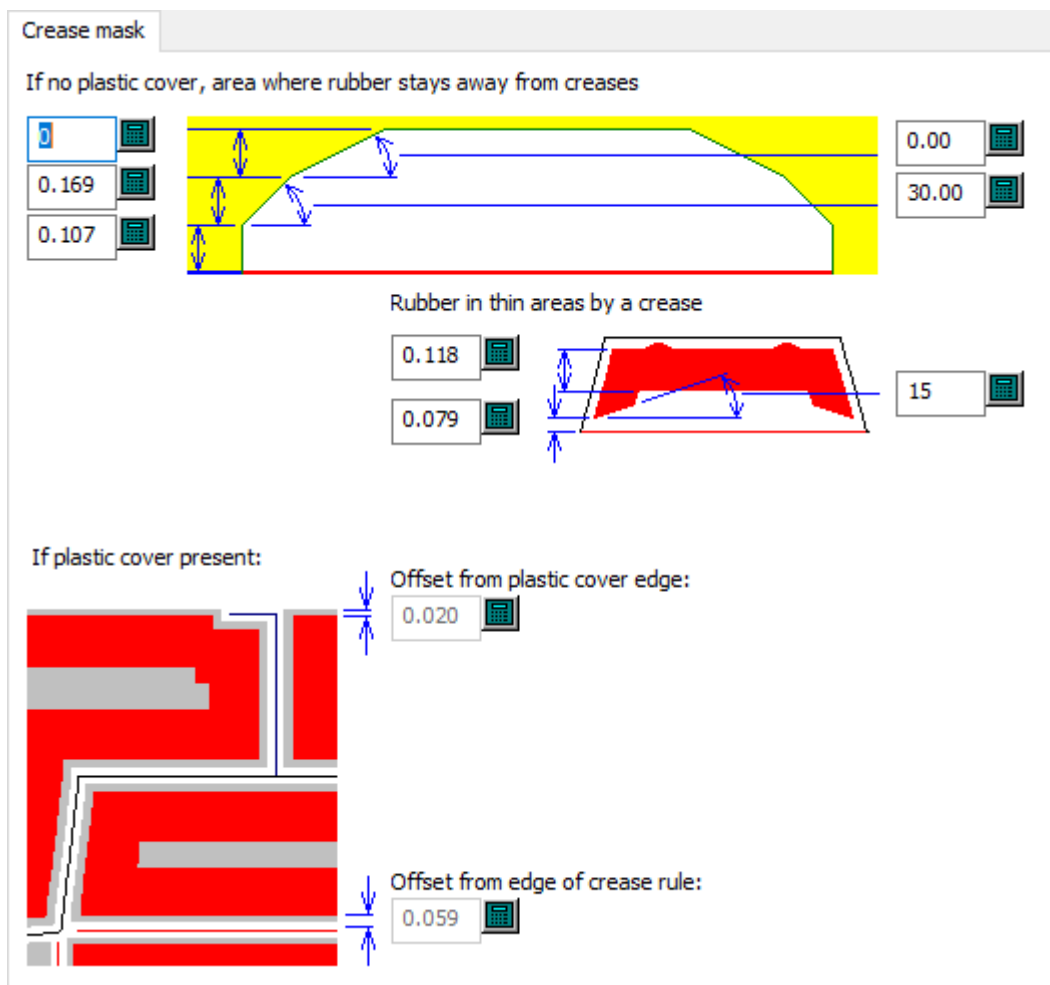 Crease mask
If no plastic cover, area where rubber stays away from creases
0
0.00
0.169
30.00
0.107
Rubber in thin areas by a crease
0.118
15
0.079
If plastic cover present:
Offset from plastic cover edge:
0.020
Offset from edge of crease rule:
0.059